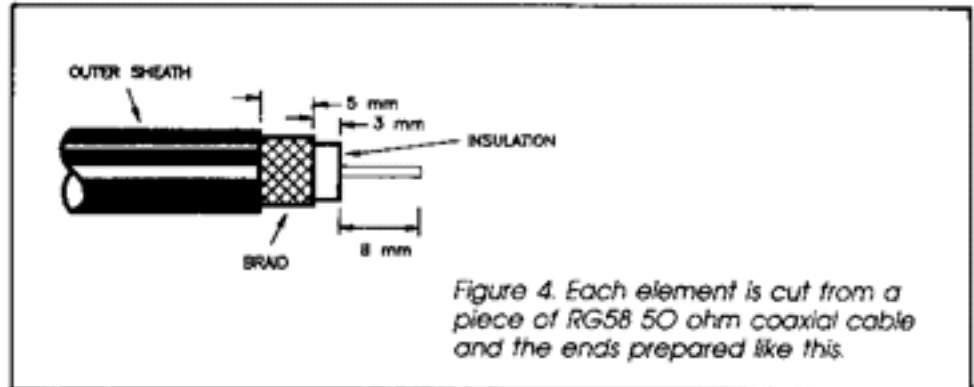 OUTER SHEATH
5 mm
3 mm
INSULATION
BRAID
8 mm
Figure 4. Each element is cut from a
piece of RG58 50 ohm coaxial cable
and the ends prepared like this.